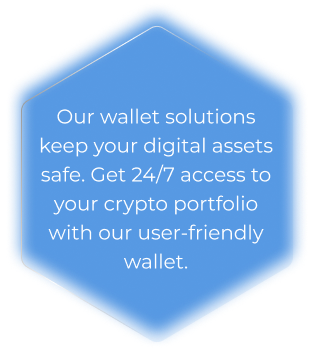 Our wallet solutions
keep your digital assets
safe. Get 24/7 access to
your crypto portfolio
with our user-friendly
wallet.